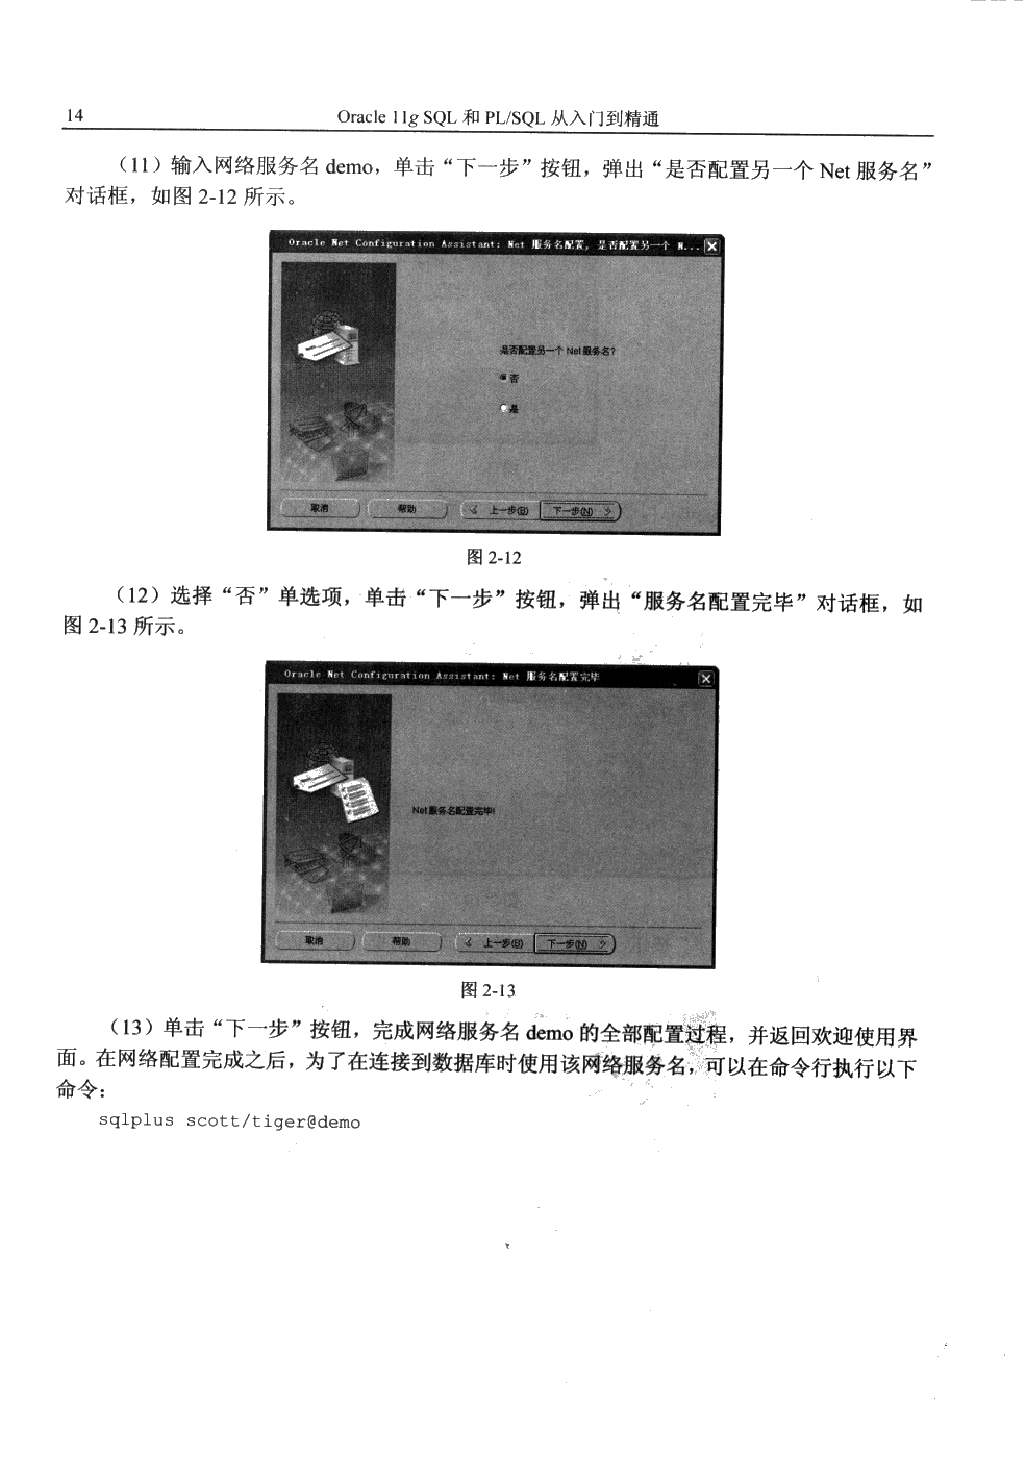 14
Oracle 11g SQL 和 PL/SQL 从入门到精通
（11）输入网络服务名 demo，单击“下一步”按钮，弹出“是否配置另一个 Net 服务名”
对话框，如图 2-12 所示。
Oracle Net Configuration Assistant: Net 服务名配置，是否配置另一个 N...
是否配置另一个 Net 服务名?
否
是
取消 帮助 上一步(B) 下一步(N)
图 2-12
（12）选择“否”单选项，单击“下一步”按钮，弹出“服务名配置完毕”对话框，如
图 2-13 所示。
Oracle Net Configuration Assistant: Net 服务名配置完毕
Net 服务名配置完毕!
取消 帮助 上一步(B) 下一步(N)
图 2-13
（13）单击“下一步”按钮，完成网络服务名 demo 的全部配置过程，并返回欢迎使用界
面。在网络配置完成之后，为了在连接到数据库时使用该网络服务名，可以在命令行执行以下
命令：
sqlplus scott/tiger@demo